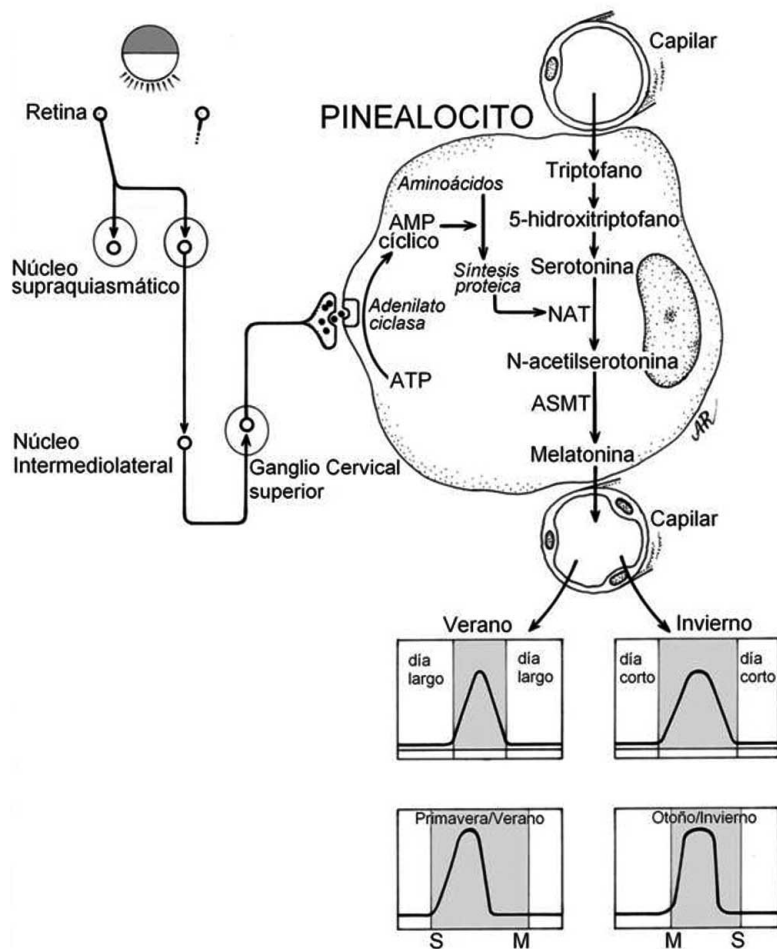 Capilar
Retina
PINEALOCITO
Triptofano
Aminoácidos
5-hidroxitriptofano
AMP
cíclico
Núcleo
supraquiasmático
Síntesis
proteica
Serotonina
Adenilato
ciclasa
NAT
N-acetilserotonina
ATP
ASMT
AR
Núcleo
Intermediolateral
Ganglio Cervical
superior
Melatonina
Capilar
Verano
Invierno
día
largo
día
largo
día
corto
día
corto
Primavera/Verano
Otoño/Invierno
S
M
M
S